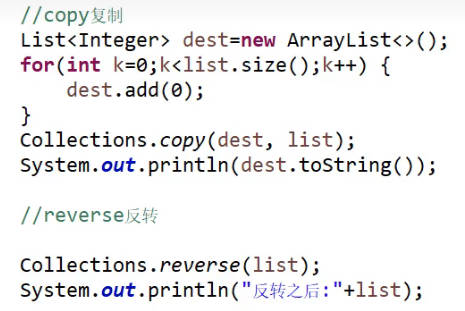 //copy复制
List<Integer> dest=new ArrayList<>();
for(int k=0;k<list.size();k++) {
    dest.add(0);
}
Collections.copy(dest, list);
System.out.println(dest.toString());

//reverse反转

Collections.reverse(list);
System.out.println("反转之后:"+list);